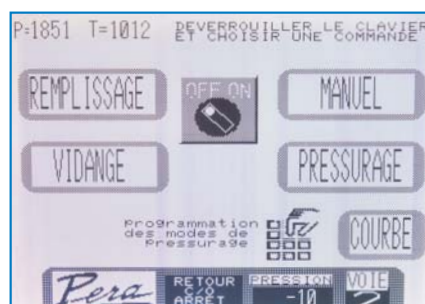 P=1851 T=1012 DEVERROUILLER LE CLAVIER
ET CHOISIR UNE COMMANDE
REMPLISSAGE
OFF ON
MANUEL
VIDANGE
PRESSURAGE
Programmation
des modes de
Pressurage
COURBE
Pera
RETOUR
C/O
ARRET
PRESSION
-10
VOIE
2